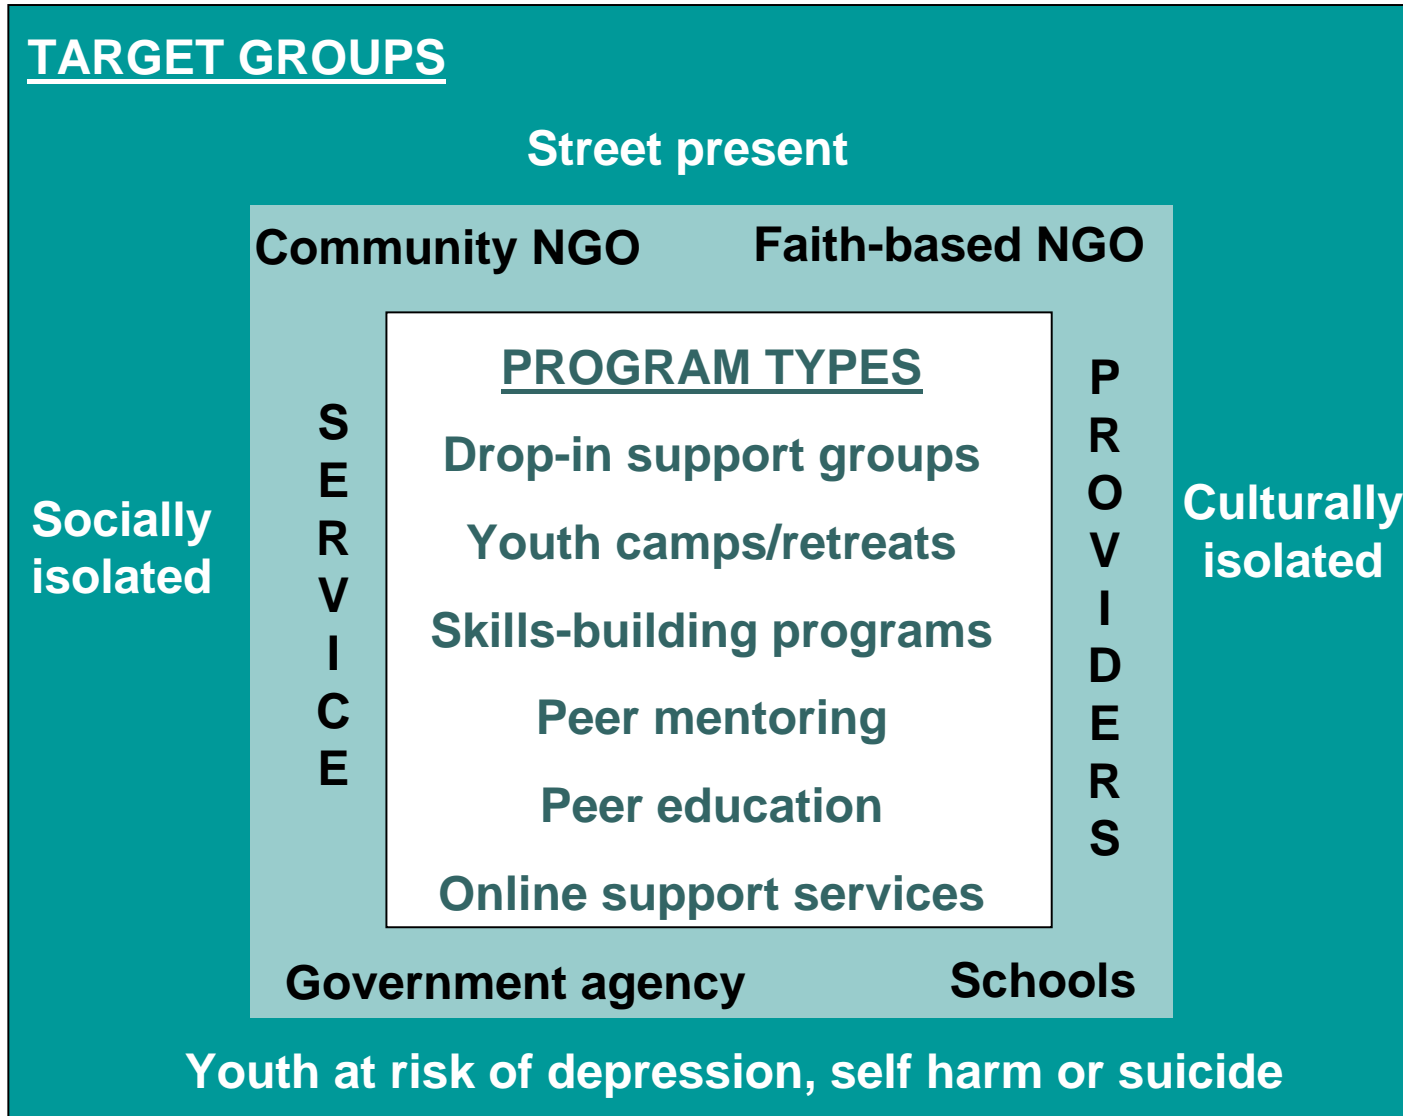 TARGET GROUPS
Street present
Community NGO
Faith-based NGO
SERVICE
PROVIDERS
PROGRAM TYPES
Drop-in support groups
Youth camps/retreats
Skills-building programs
Peer mentoring
Peer education
Online support services
Socially
isolated
Culturally
isolated
Government agency
Schools
Youth at risk of depression, self harm or suicide